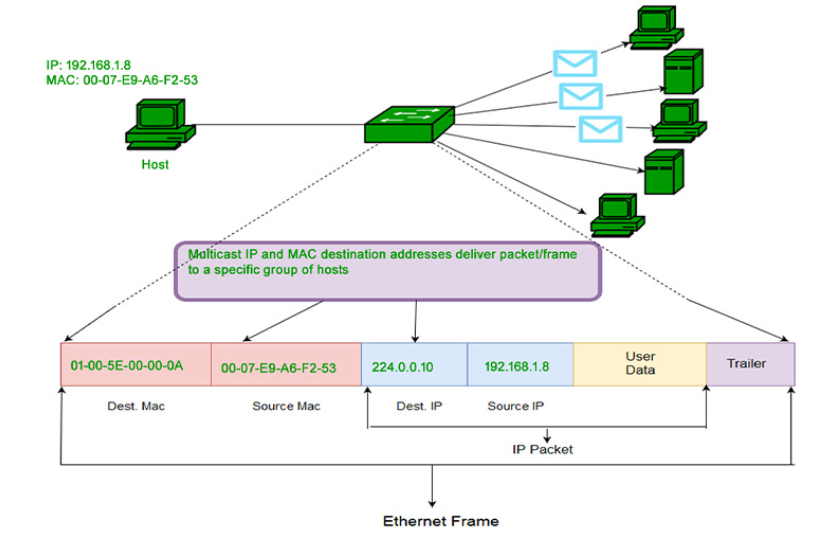 IP: 192.168.1.8
MAC: 00-07-E9-A6-F2-53
Host
Multicast IP and MAC destination addresses deliver packet/frame
to a specific group of hosts
01-00-5E-00-00-0A
00-07-E9-A6-F2-53
224.0.0.10
192.168.1.8
User
Data
Trailer
Dest. Mac
Source Mac
Dest. IP
Source IP
IP Packet
Ethernet Frame